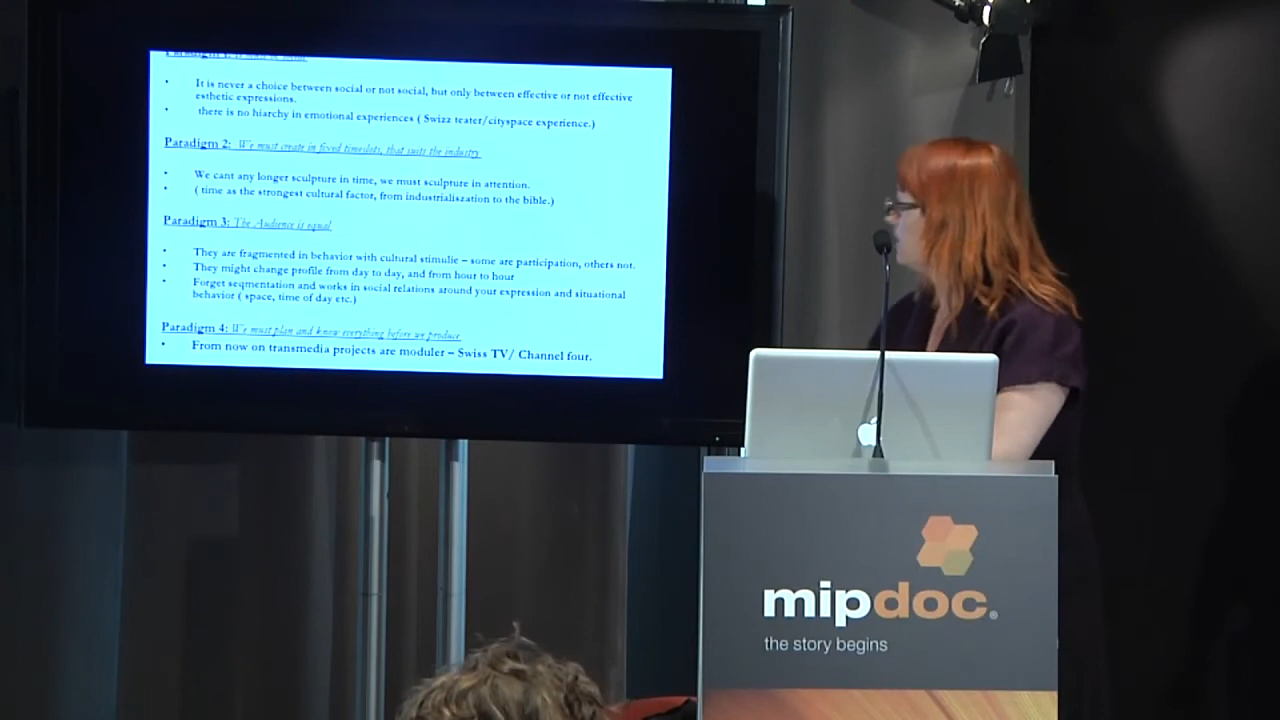 It is never a choice between social or not social, but only between effective or not effective
esthetic expressions.
there is no hiarchy in emotional experiences ( Swizz teater/cityspace experience.)
Paradigm 2: We must create in fixed timeslots, that suits the industry
We cant any longer sculpture in time, we must sculpture in attention.
( time as the strongest cultural factor, from industrialiszation to the bible.)
Paradigm 3: The Audience is equal
They are fragmented in behavior with cultural stimulie – some are participation, others not.
They might change profile from day to day, and from hour to hour
Forget seqmentation and works in social relations around your expression and situational
behavior ( space, time of day etc.)
Paradigm 4: We must plan and know everything before we produce
From now on transmedia projects are moduler – Swiss TV/ Channel four.
mipdoc®
the story begins